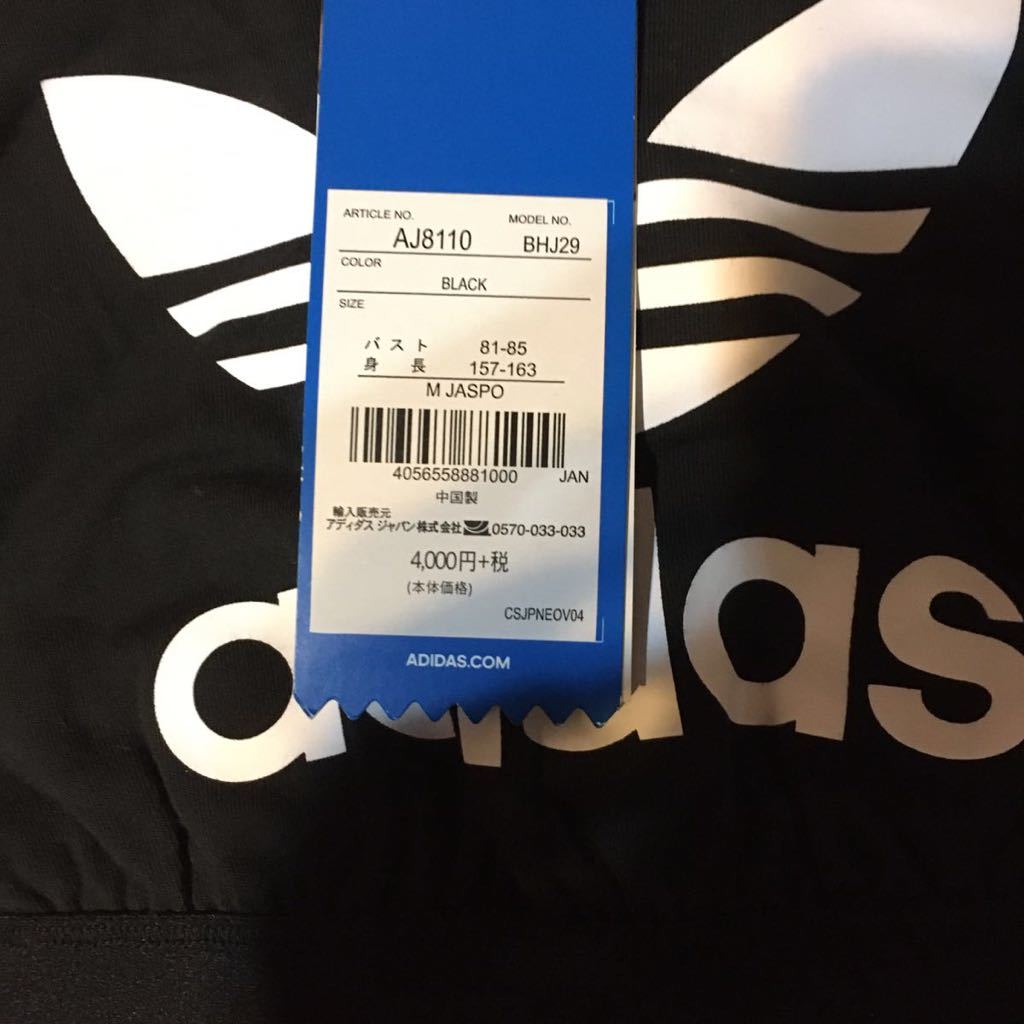 ARTICLE NO. MODEL NO.
AJ8110 BHJ29
COLOR
BLACK
SIZE
バスト 81-85
身長 157-163
M JASPO
4056558881000 JAN
中国製
輸入販売元
アディダス ジャパン株式会社 0570-033-033
4,000円+税
(本体価格)
CSJPNEOV04
ADIDAS.COM
adidas